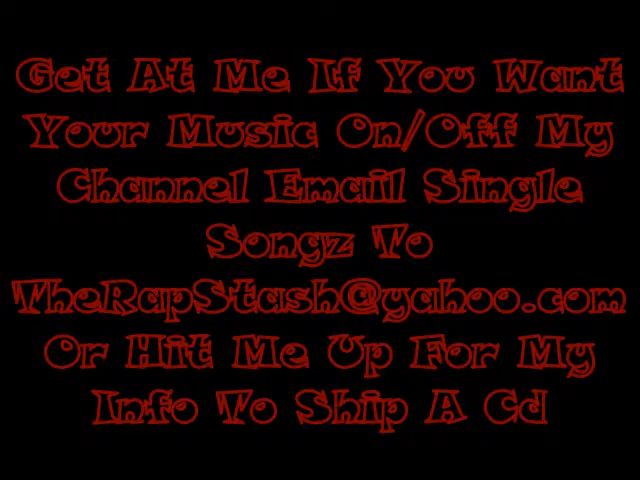 Get At Me If You Want
Your Music On/Off My
Channel Email Single
Songz To
TheRapStash@yahoo.com
Or Hit Me Up For My
Info To Ship A Cd